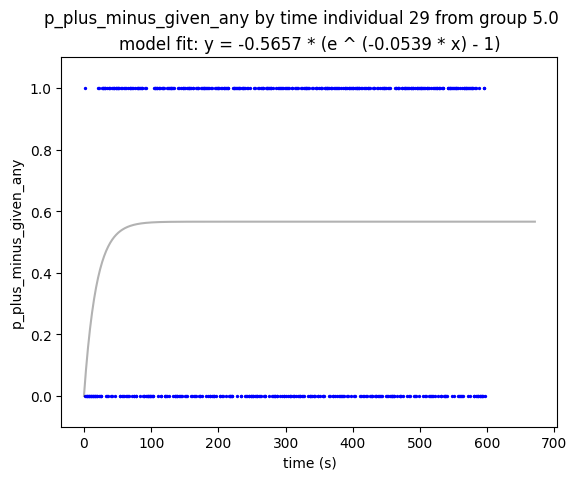 p_plus_minus_given_any by time individual 29 from group 5.0
model fit: y = -0.5657 * (e ^ (-0.0539 * x) - 1)
1.0
0.8
0.6
0.4
0.2
0.0
p_plus_minus_given_any
0 100 200 300 400 500 600 700
time (s)